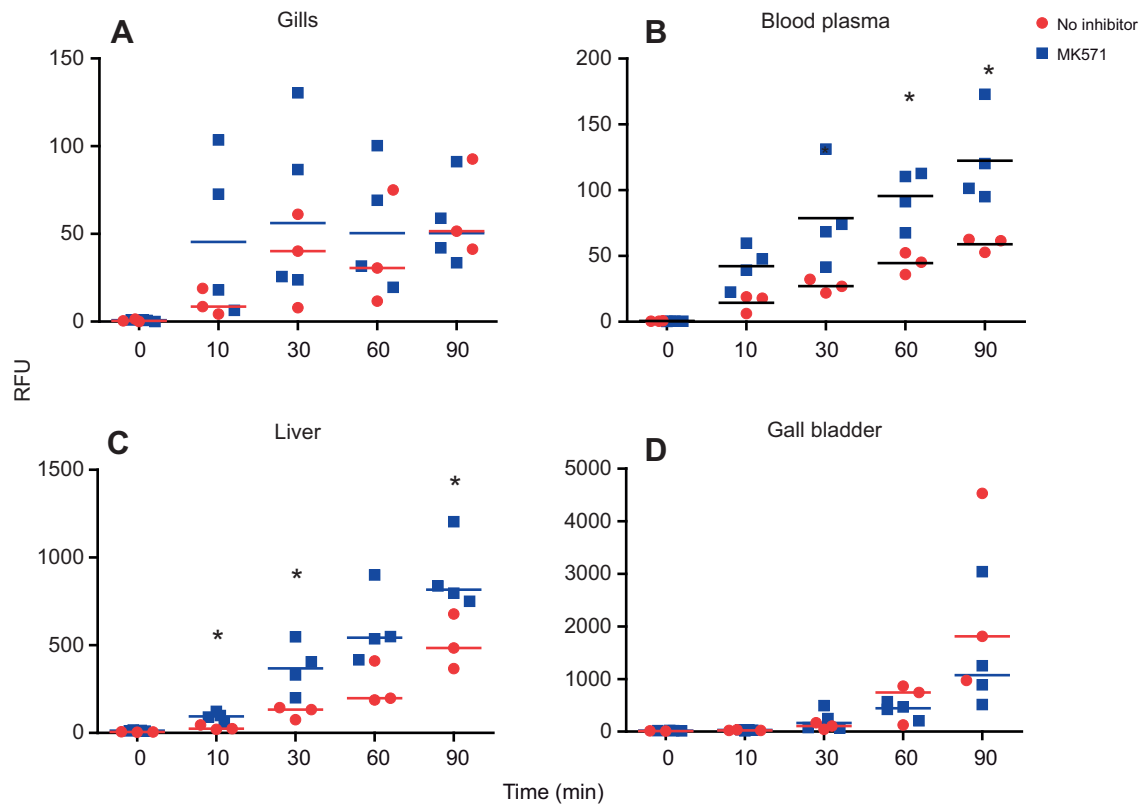 A
Gills
150
100
50
0
0 10 30 60 90
B
Blood plasma
No inhibitor
MK571
200
150
100
50
0
* * *
0 10 30 60 90
RFU
C
Liver
1500
1000
500
0
* * *
0 10 30 60 90
D
Gall bladder
5000
4000
3000
2000
1000
0
0 10 30 60 90
Time (min)